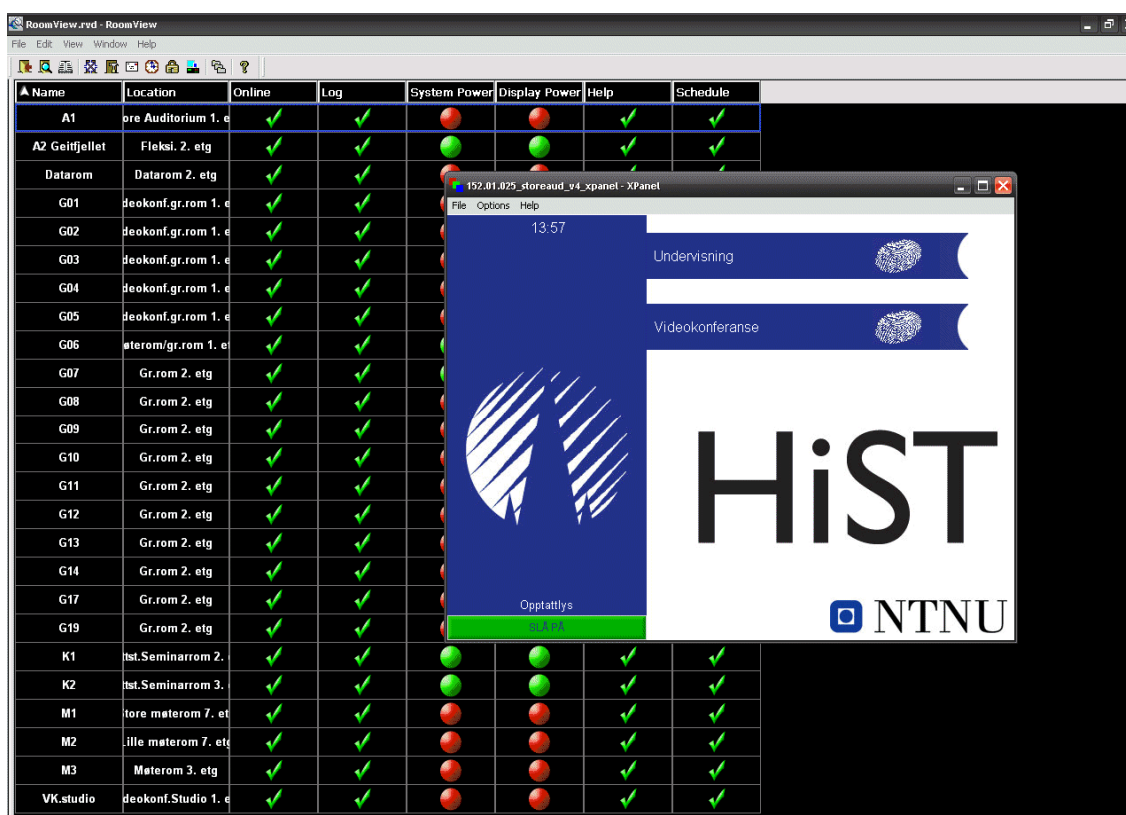 RoomView.rvd - RoomView
File Edit View Window Help
Name Location Online Log System Power Display Power Help Schedule
A1 ore Auditorium 1. e
A2 Geitfjellet Fleksi. 2. etg
Datarom Datarom 2. etg
G01 deokonf.gr.rom 1. e
G02 deokonf.gr.rom 1. e
G03 deokonf.gr.rom 1. e
G04 deokonf.gr.rom 1. e
G05 deokonf.gr.rom 1. e
G06 øterom/gr.rom 1. et
G07 Gr.rom 2. etg
G08 Gr.rom 2. etg
G09 Gr.rom 2. etg
G10 Gr.rom 2. etg
G11 Gr.rom 2. etg
G12 Gr.rom 2. etg
G13 Gr.rom 2. etg
G14 Gr.rom 2. etg
G17 Gr.rom 2. etg
G19 Gr.rom 2. etg
K1 ttst.Seminarrom 2.
K2 ttst.Seminarrom 3.
M1 tore møterom 7. et
M2 Lille møterom 7. etg
M3 Møterom 3. etg
VK.studio deokonf.Studio 1. e
152.01.025_storeaud_v4_xpanel - XPanel
File Options Help
13:57
Undervisning
Videokonferanse
HiST
Opptattlys
SLÅ PÅ
NTNU